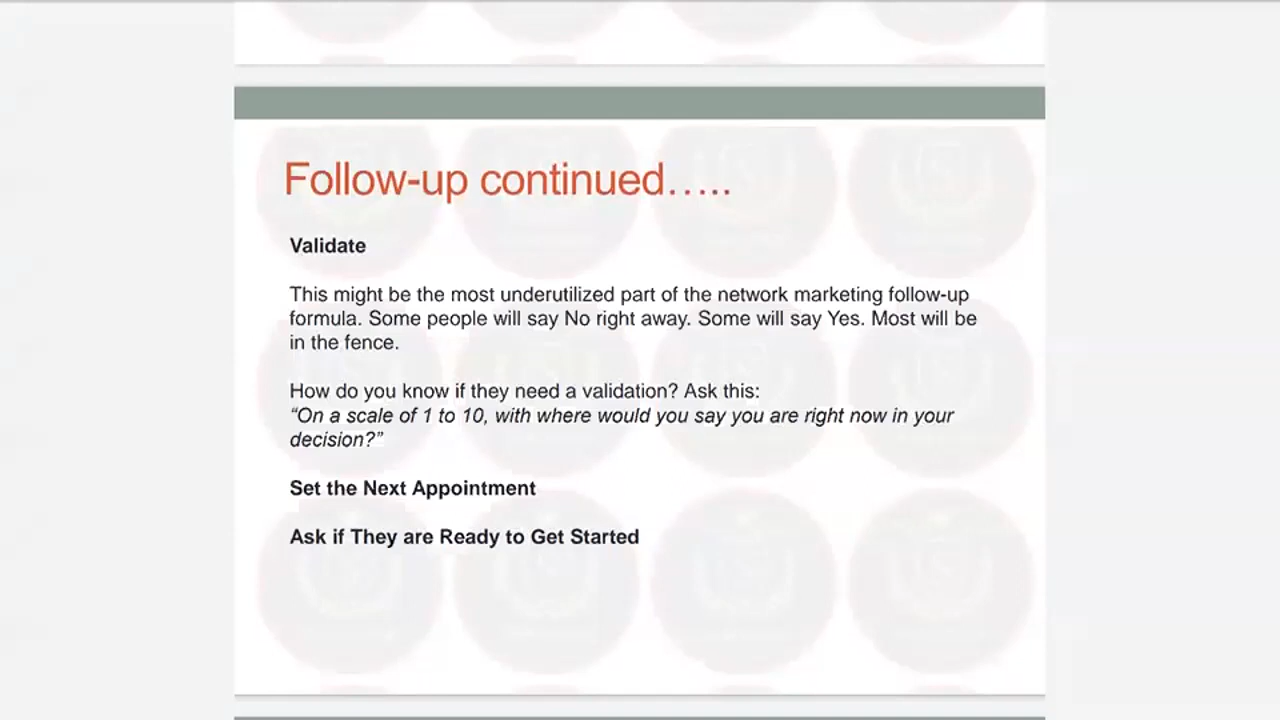 Follow-up continued…..
Validate
This might be the most underutilized part of the network marketing follow-up
formula. Some people will say No right away. Some will say Yes. Most will be
in the fence.
How do you know if they need a validation? Ask this:
“On a scale of 1 to 10, with where would you say you are right now in your
decision?”
Set the Next Appointment
Ask if They are Ready to Get Started